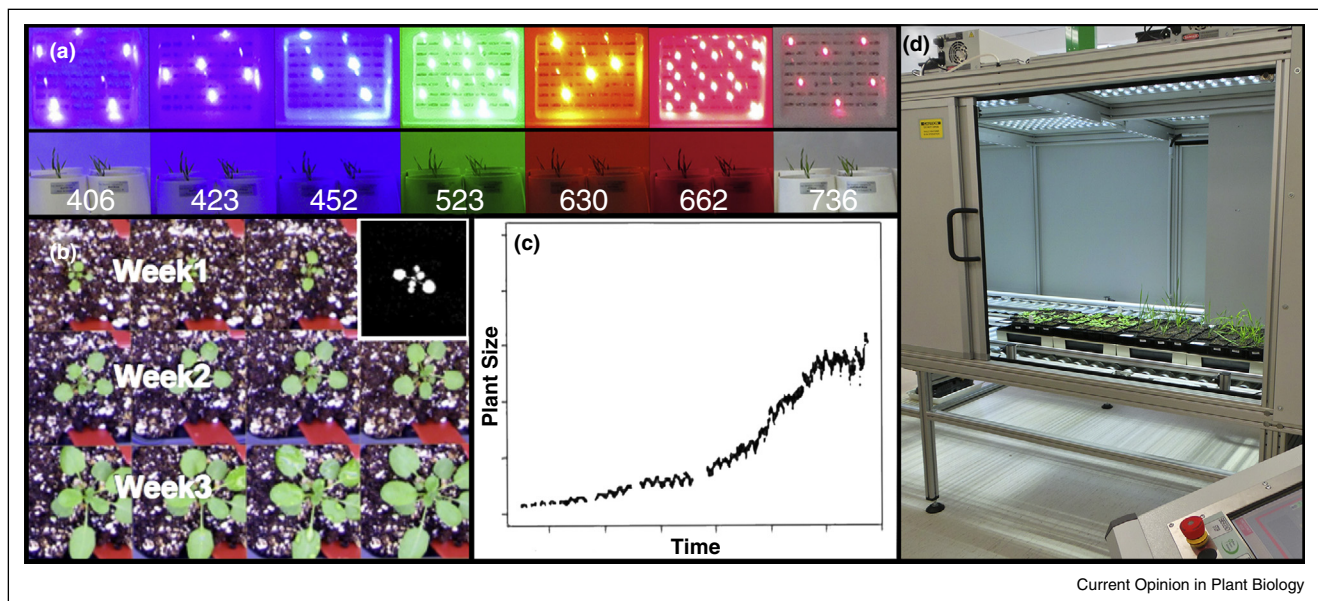 (a)
406 423 452 523 630 662 736
(b)
Week1
Week2
Week3
(c)
Plant Size
Time
(d)
Current Opinion in Plant Biology